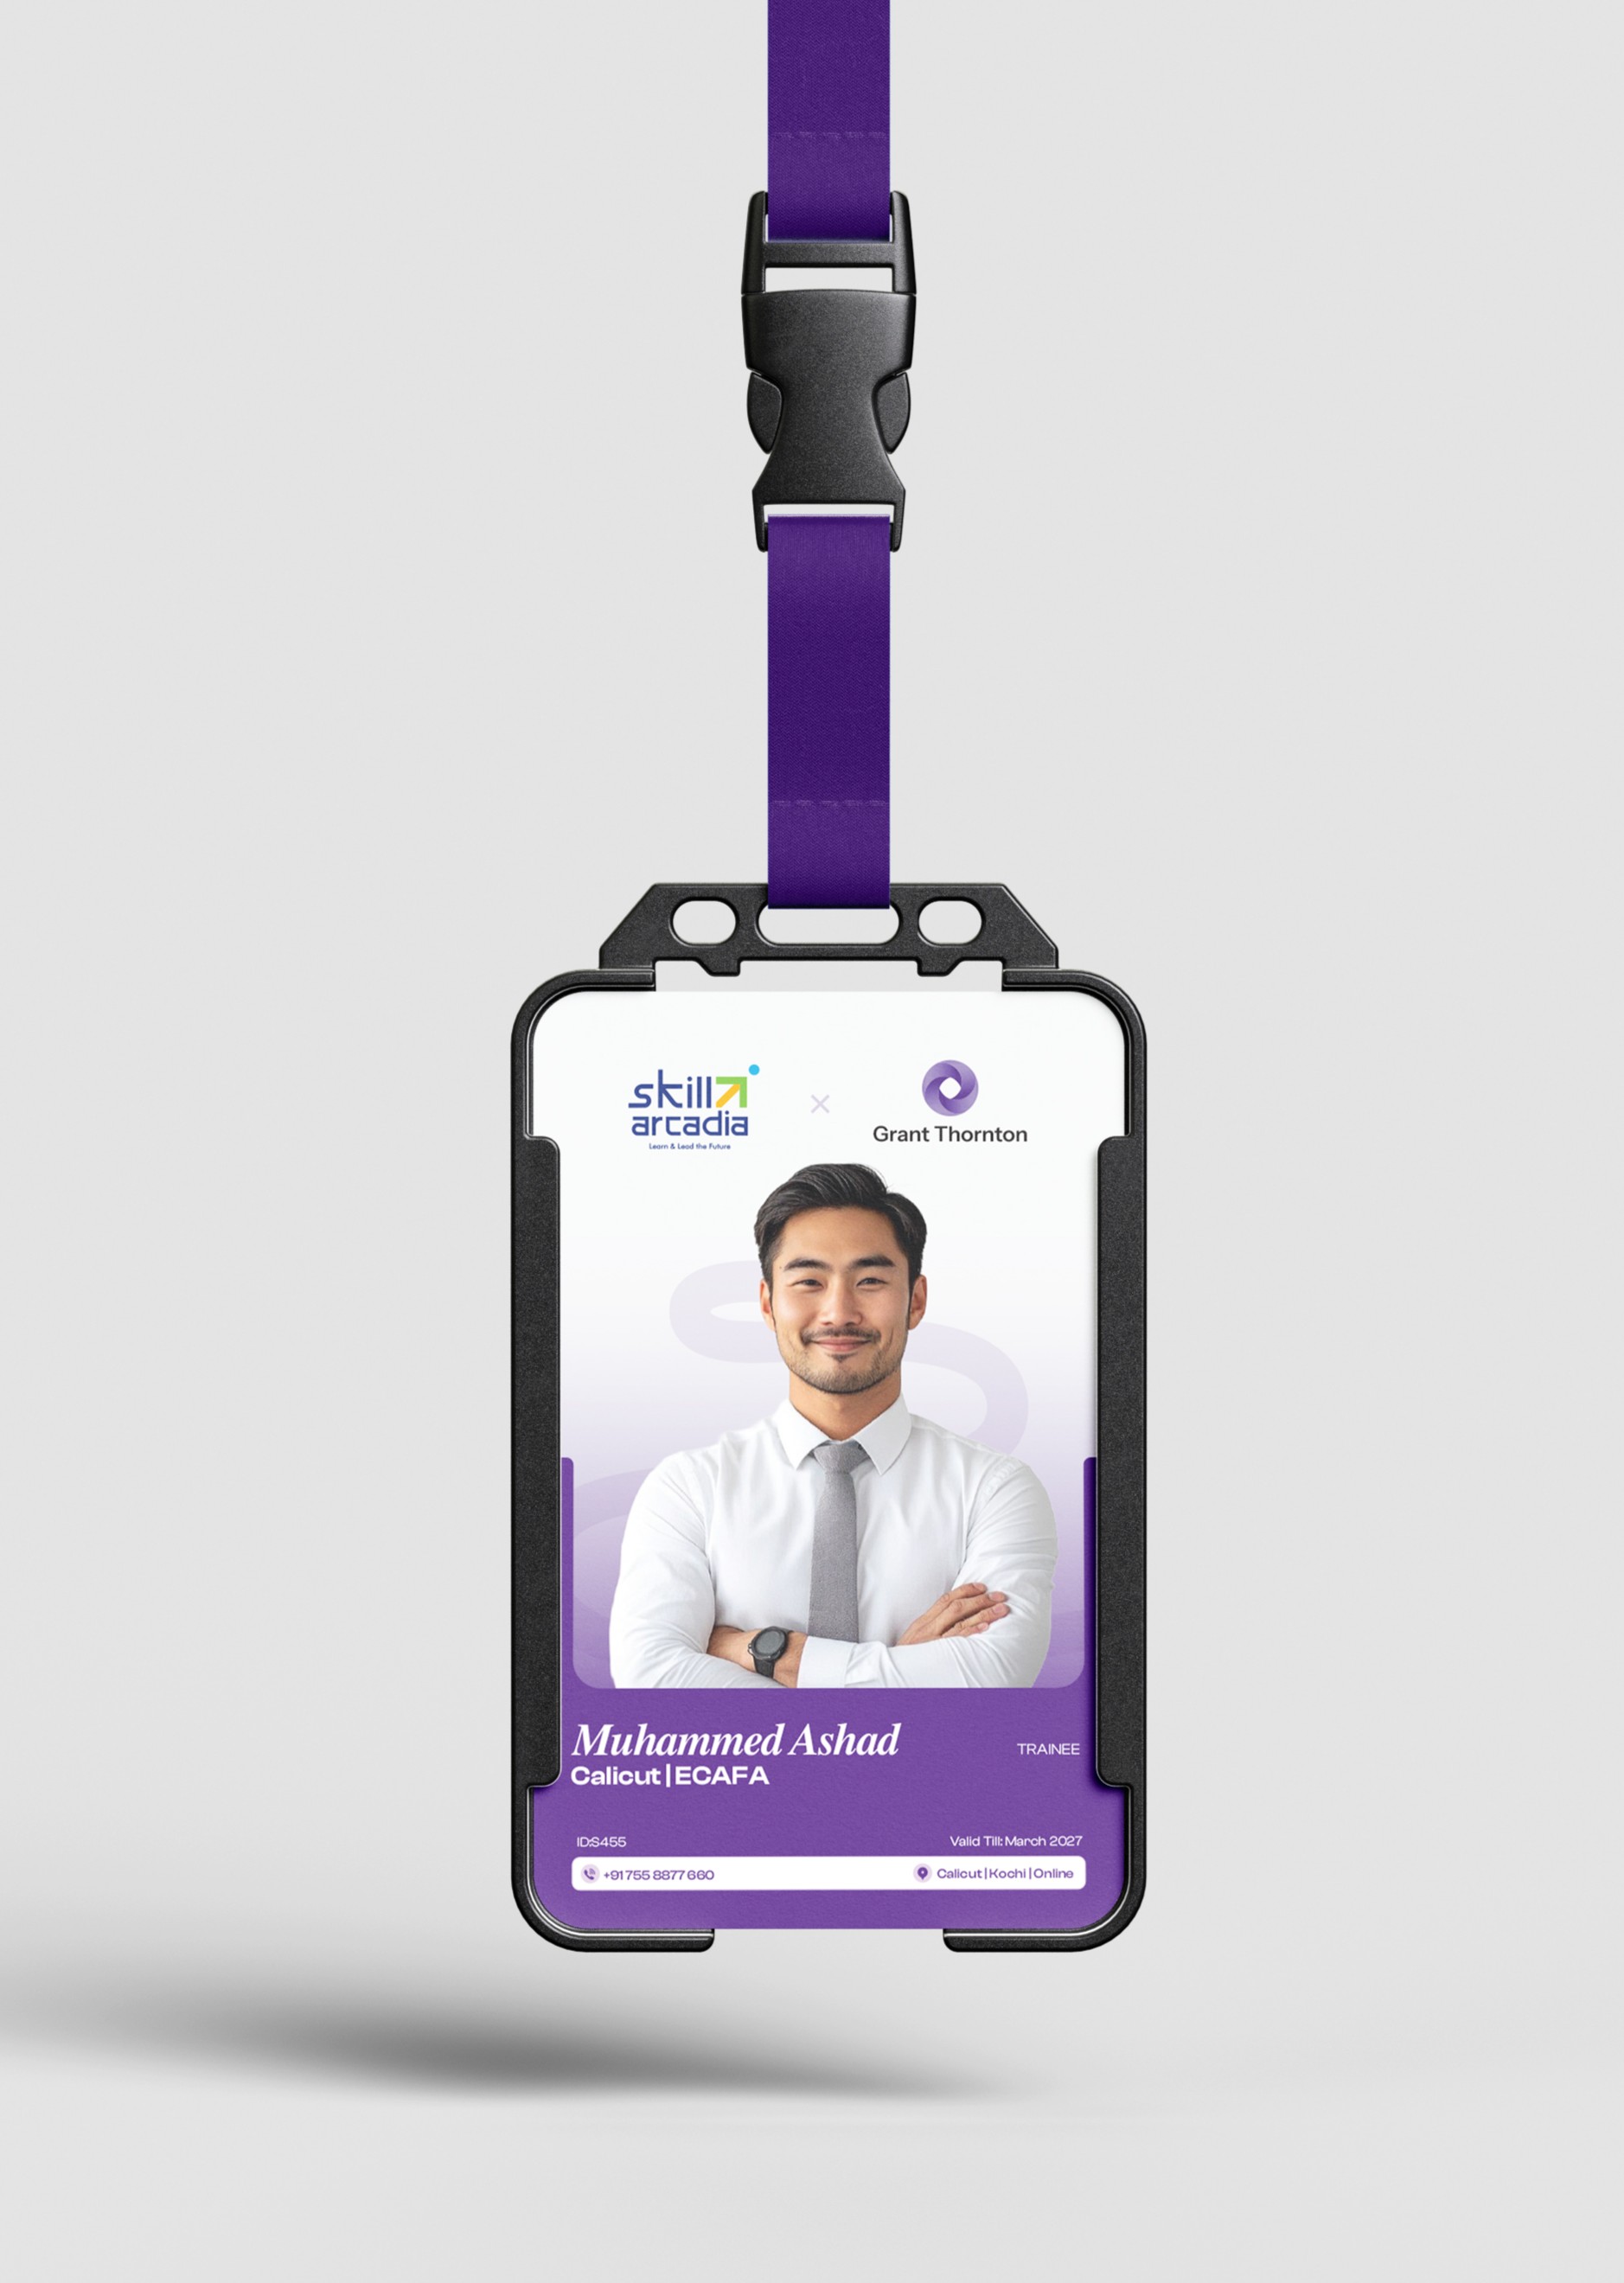 skill
arcadia
Learn & Lead the Future
×
Grant Thornton
Muhammed Ashad
TRAINEE
Calicut | ECAFA
ID:S455
Valid Till: March 2027
+91 755 8877 660
Calicut | Kochi | Online